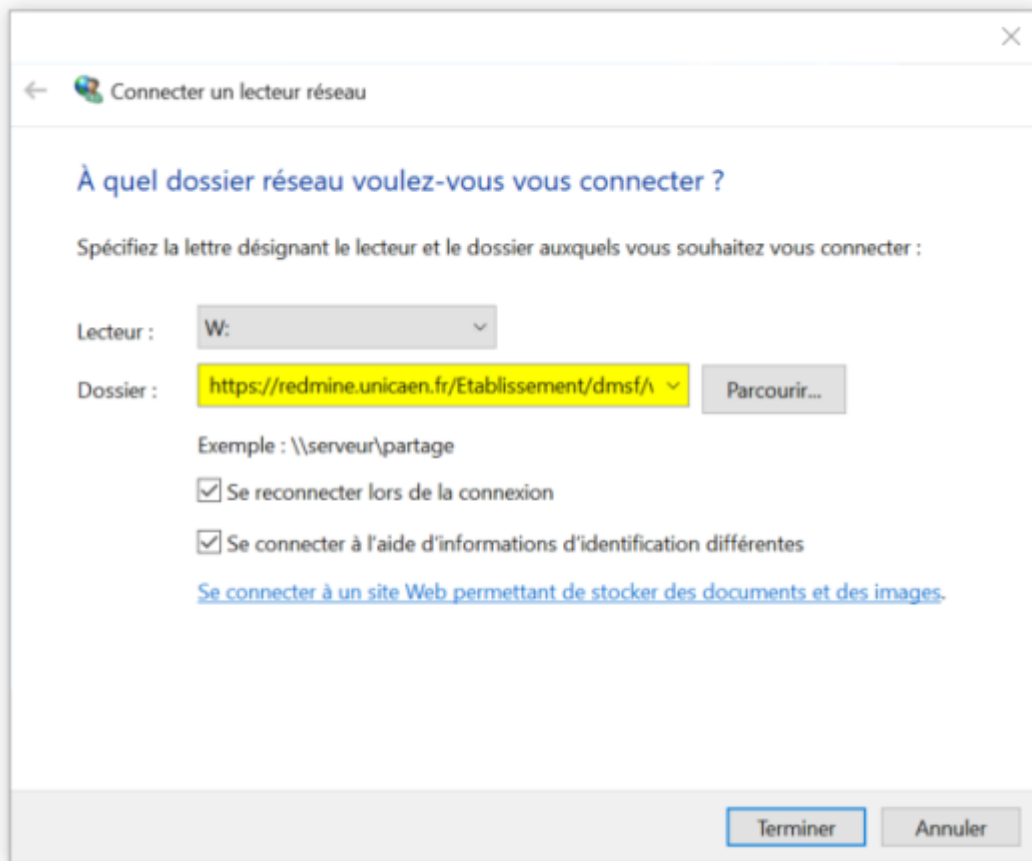 Connecter un lecteur réseau
À quel dossier réseau voulez-vous vous connecter ?
Spécifiez la lettre désignant le lecteur et le dossier auxquels vous souhaitez vous connecter :
Lecteur : W:
Dossier : https://redmine.unicaen.fr/Etablissement/dmsf/ Parcourir...
Exemple : \\serveur\partage
Se reconnecter lors de la connexion
Se connecter à l'aide d'informations d'identification différentes
Se connecter à un site Web permettant de stocker des documents et des images.
Terminer Annuler